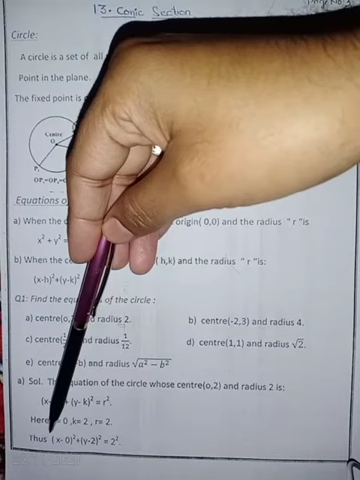 13. Conic Section
Circle:
A circle is a set of all
Point in the plane.
The fixed point is
Centre
O
P₁
OP₁=OP₂=
Equations o
a) When the origin( 0,0) and the radius " r "is
x² + y² =
b) When the ce ( h,k) and the radius " r "is:
(x-h)²+(y-k)²
Q1: Find the equ of the circle :
a) centre(o, d radius 2. b) centre(-2,3) and radius 4.
c) centre( and radius 1/12. d) centre(1,1) and radius √2.
e) centre -b) and radius √a² − b²
a) Sol. Th quation of the circle whose centre(o,2) and radius 2 is:
(x- + (y- k)² = r².
Here = 0 ,k= 2 , r= 2.
Thus (x- 0)²+(y-2)² = 2².